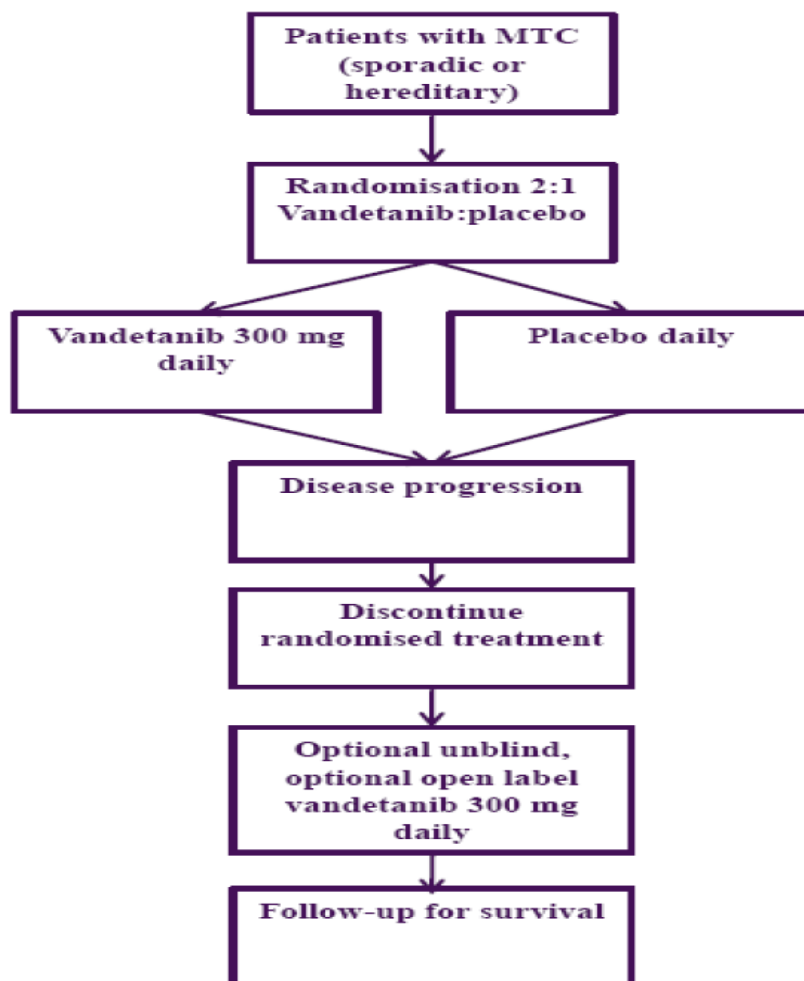 Patients with MTC
(sporadic or
hereditary)
Randomisation 2:1
Vandetanib:placebo
Vandetanib 300 mg
daily
Placebo daily
Disease progression
Discontinue
randomised treatment
Optional unblind,
optional open label
vandetanib 300 mg
daily
Follow-up for survival